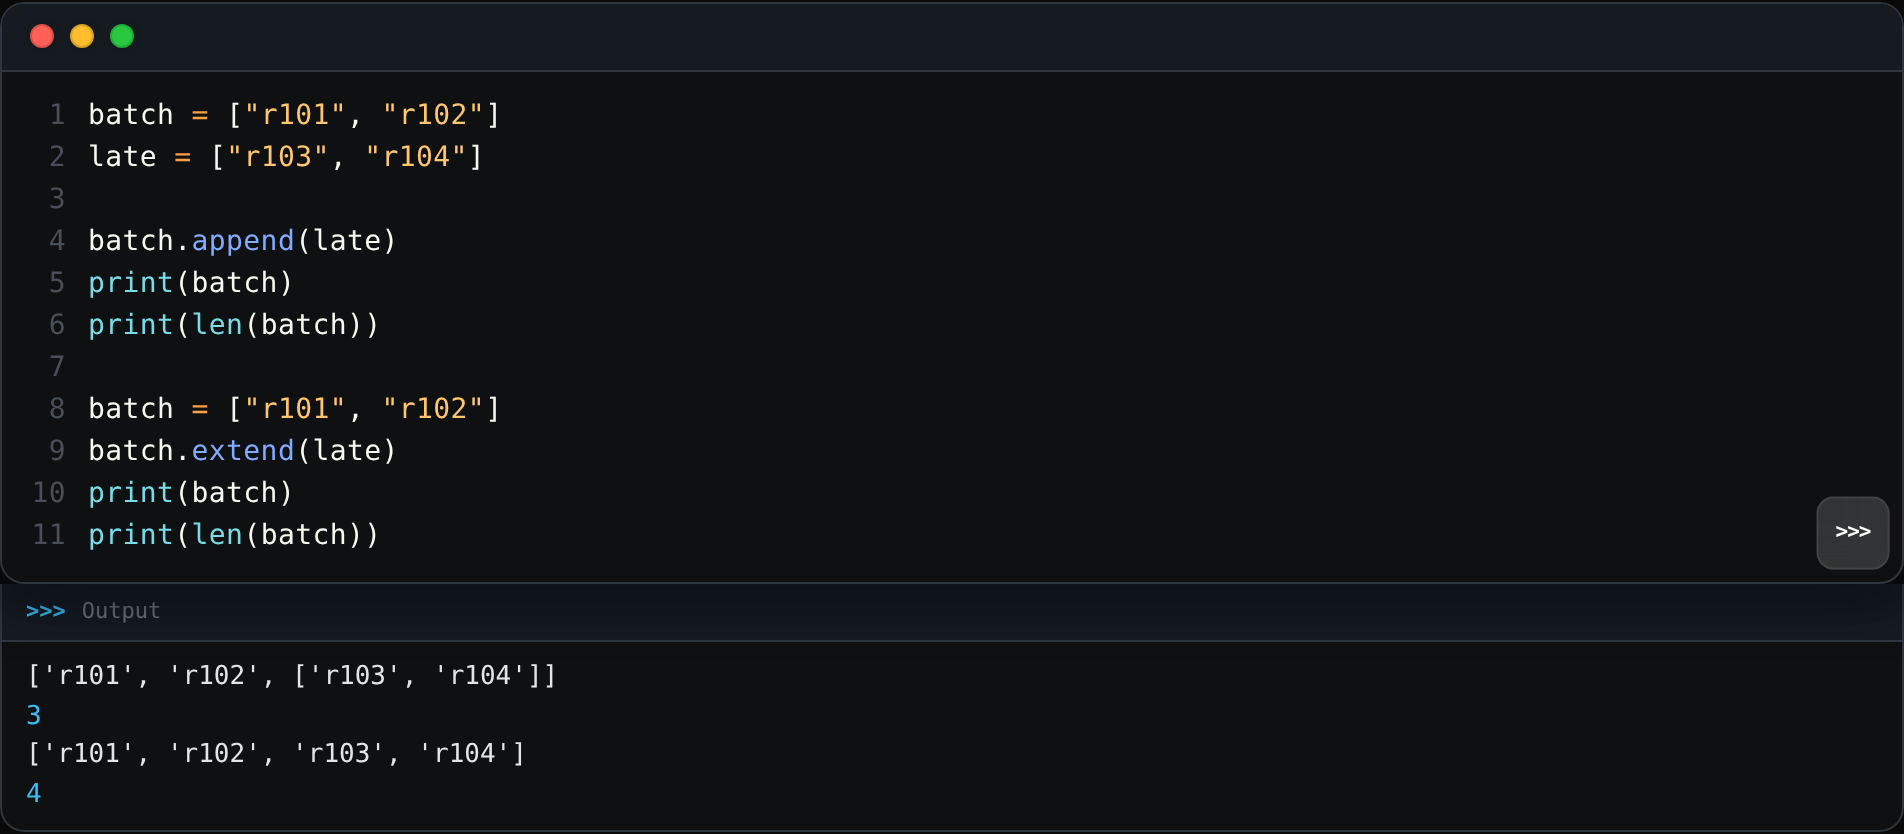 1 batch = ["r101", "r102"]
2 late = ["r103", "r104"]
3
4 batch.append(late)
5 print(batch)
6 print(len(batch))
7
8 batch = ["r101", "r102"]
9 batch.extend(late)
10 print(batch)
11 print(len(batch))
>>>
>>> Output
['r101', 'r102', ['r103', 'r104']]
3
['r101', 'r102', 'r103', 'r104']
4